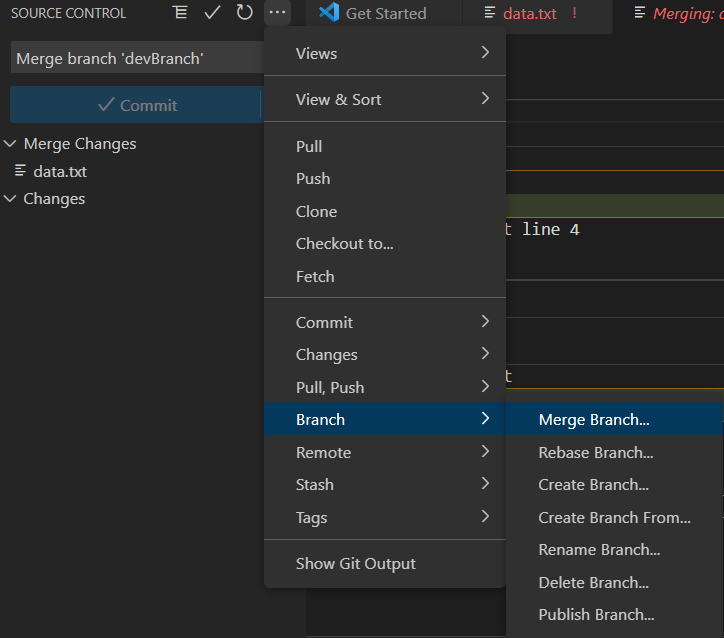 SOURCE CONTROL
Get Started
data.txt !
Merging:
Merge branch 'devBranch'
Commit
Merge Changes
data.txt
Changes
Views
View & Sort
Pull
Push
Clone
Checkout to...
Fetch
Commit
Changes
Pull, Push
Branch
Remote
Stash
Tags
Show Git Output
line 4
Merge Branch...
Rebase Branch...
Create Branch...
Create Branch From...
Rename Branch...
Delete Branch...
Publish Branch...